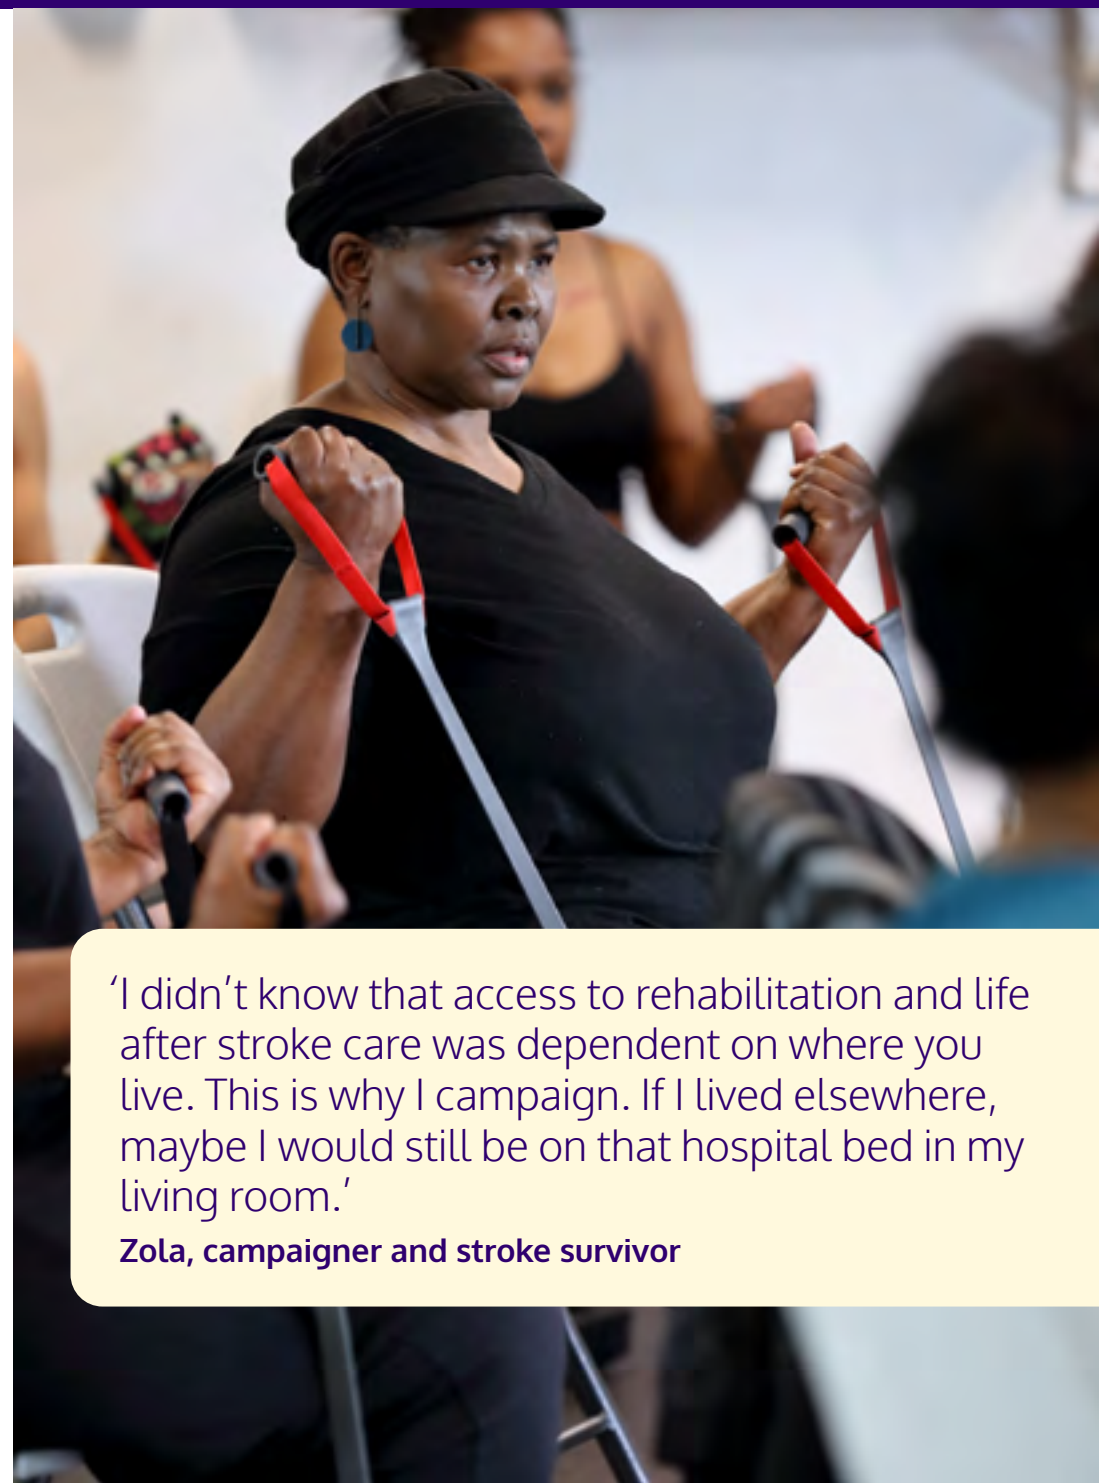 ‘I didn’t know that access to rehabilitation and life
after stroke care was dependent on where you
live. This is why I campaign. If I lived elsewhere,
maybe I would still be on that hospital bed in my
living room.’
Zola, campaigner and stroke survivor